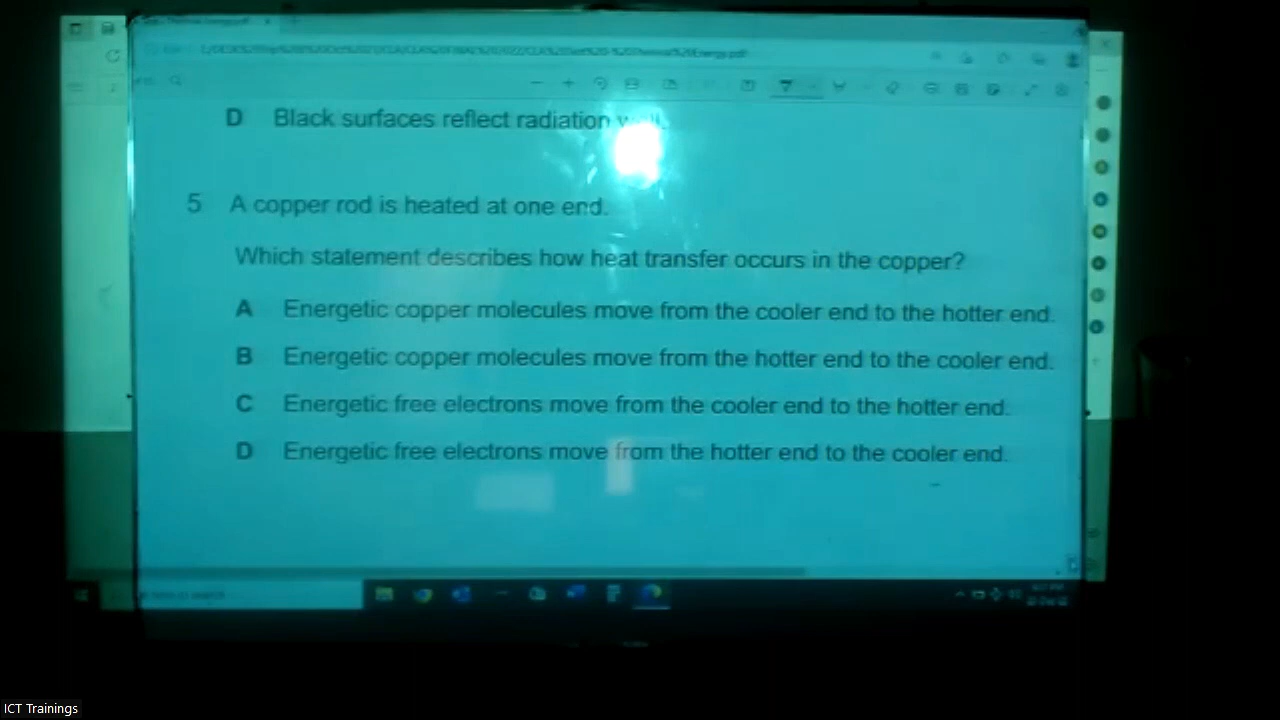 D Black surfaces reflect radiation
5 A copper rod is heated at one end.
Which statement describes how heat transfer occurs in the copper?
A Energetic copper molecules move from the cooler end to the hotter end.
B Energetic copper molecules move from the hotter end to the cooler end.
C Energetic free electrons move from the cooler end to the hotter end.
D Energetic free electrons move from the hotter end to the cooler end.
ICT Trainings